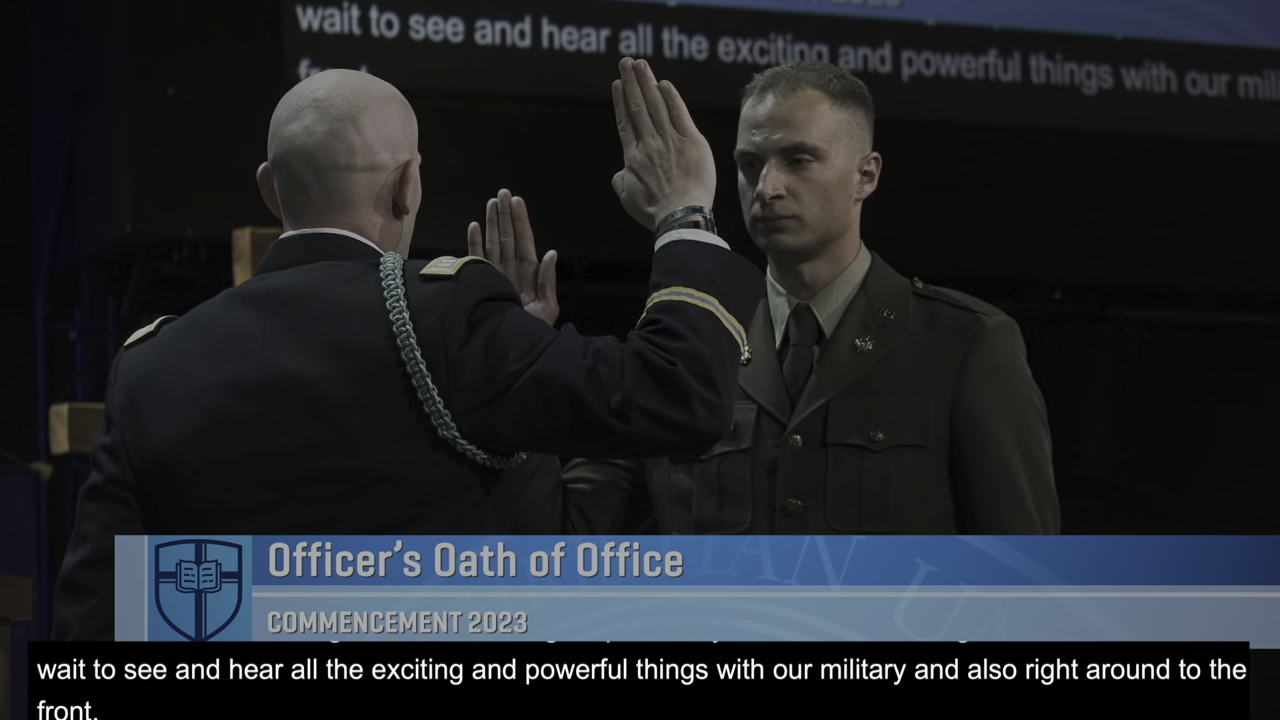 wait to see and hear all the exciting and powerful things with our
front.
Officer's Oath of Office
COMMENCEMENT 2023
wait to see and hear all the exciting and powerful things with our military and also right around to the
front.